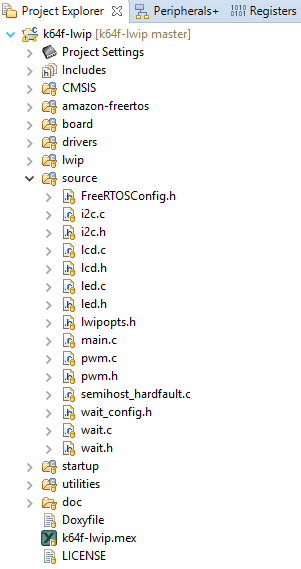 Project Explorer Peripherals+ Registers
k64f-lwip [k64f-lwip master]
Project Settings
Includes
CMSIS
amazon-freertos
board
drivers
lwip
source
FreeRTOSConfig.h
i2c.c
i2c.h
lcd.c
lcd.h
led.c
led.h
lwipopts.h
main.c
pwm.c
pwm.h
semihost_hardfault.c
wait_config.h
wait.c
wait.h
startup
utilities
doc
Doxyfile
k64f-lwip.mex
LICENSE